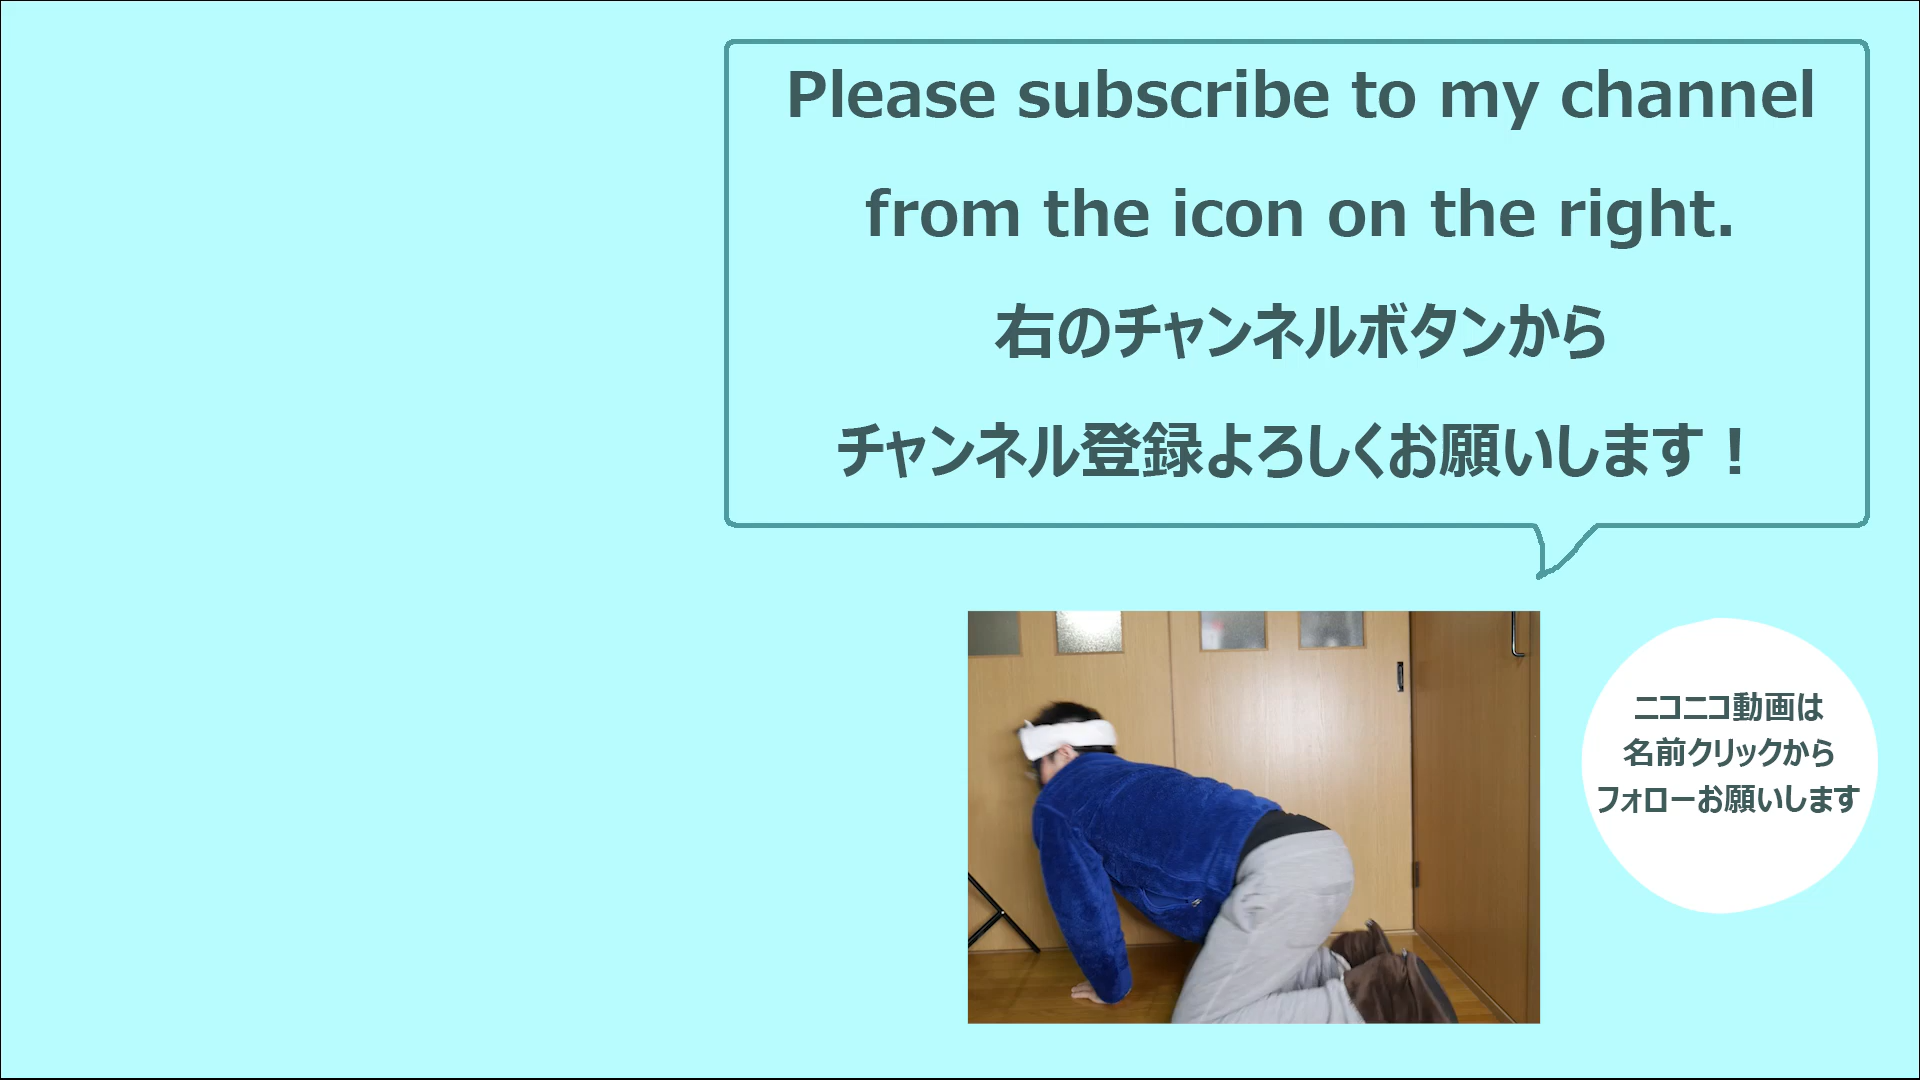 Please subscribe to my channel
from the icon on the right.
右のチャンネルボタンから
チャンネル登録よろしくお願いします！
ニコニコ動画は
名前クリックから
フォローお願いします